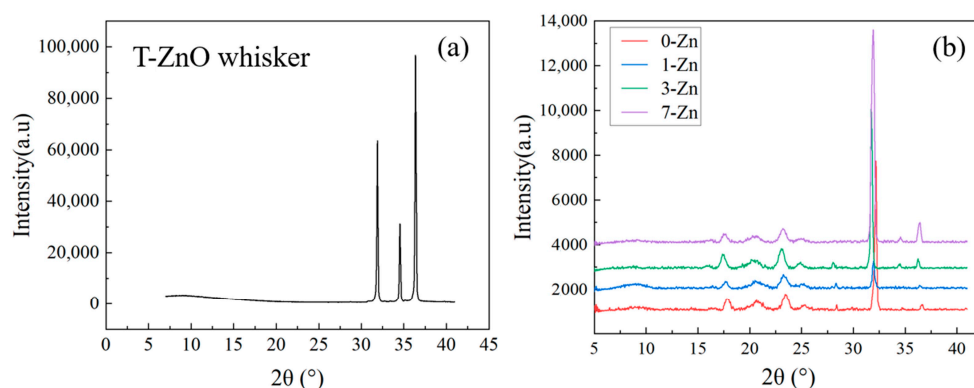 T-ZnO whisker
(a)
Intensity(a.u)
100,000
80,000
60,000
40,000
20,000
0
0 5 10 15 20 25 30 35 40 45
2θ (°)
(b)
0-Zn
1-Zn
3-Zn
7-Zn
Intensity(a.u)
14,000
12,000
10,000
8000
6000
4000
2000
5 10 15 20 25 30 35 40
2θ (°)